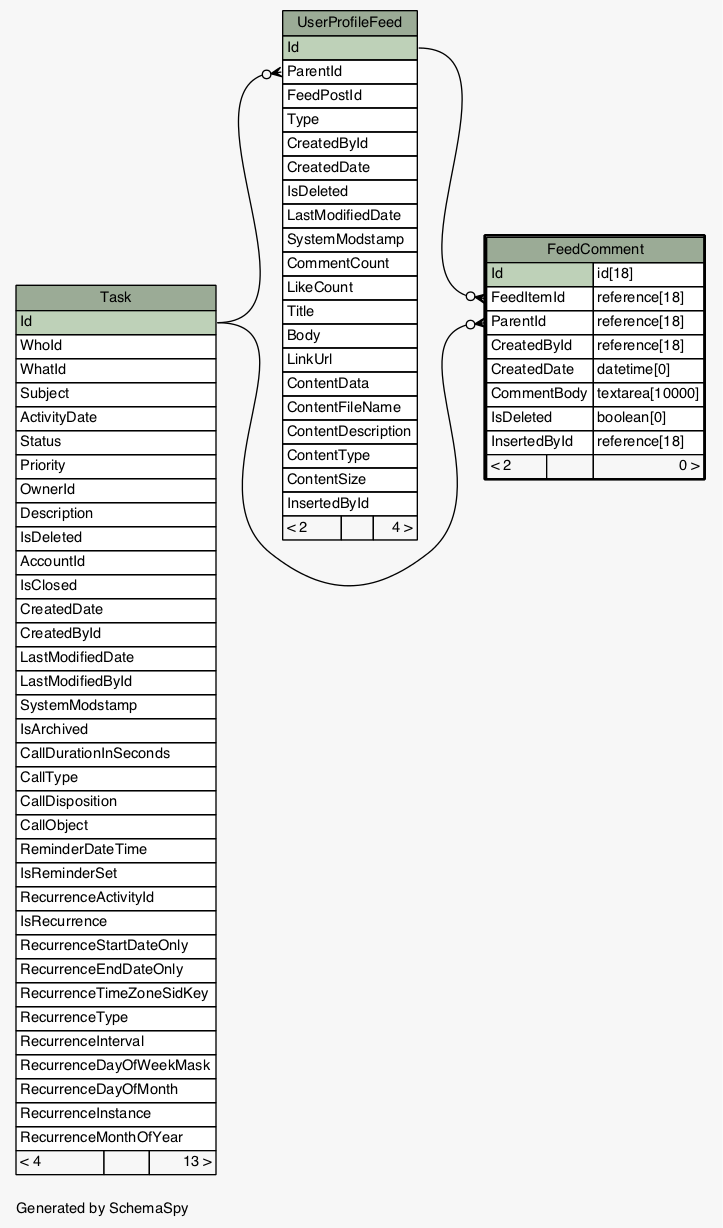 UserProfileFeed
Id
ParentId
FeedPostId
Type
CreatedById
CreatedDate
IsDeleted
LastModifiedDate
SystemModstamp
CommentCount
LikeCount
Title
Body
LinkUrl
ContentData
ContentFileName
ContentDescription
ContentType
ContentSize
InsertedById
< 2 4 >
FeedComment
Id id[18]
FeedItemId reference[18]
ParentId reference[18]
CreatedById reference[18]
CreatedDate datetime[0]
CommentBody textarea[10000]
IsDeleted boolean[0]
InsertedById reference[18]
< 2 0 >
Task
Id
WhoId
WhatId
Subject
ActivityDate
Status
Priority
OwnerId
Description
IsDeleted
AccountId
IsClosed
CreatedDate
CreatedById
LastModifiedDate
LastModifiedById
SystemModstamp
IsArchived
CallDurationInSeconds
CallType
CallDisposition
CallObject
ReminderDateTime
IsReminderSet
RecurrenceActivityId
IsRecurrence
RecurrenceStartDateOnly
RecurrenceEndDateOnly
RecurrenceTimeZoneSidKey
RecurrenceType
RecurrenceInterval
RecurrenceDayOfWeekMask
RecurrenceDayOfMonth
RecurrenceInstance
RecurrenceMonthOfYear
< 4 13 >
Generated by SchemaSpy